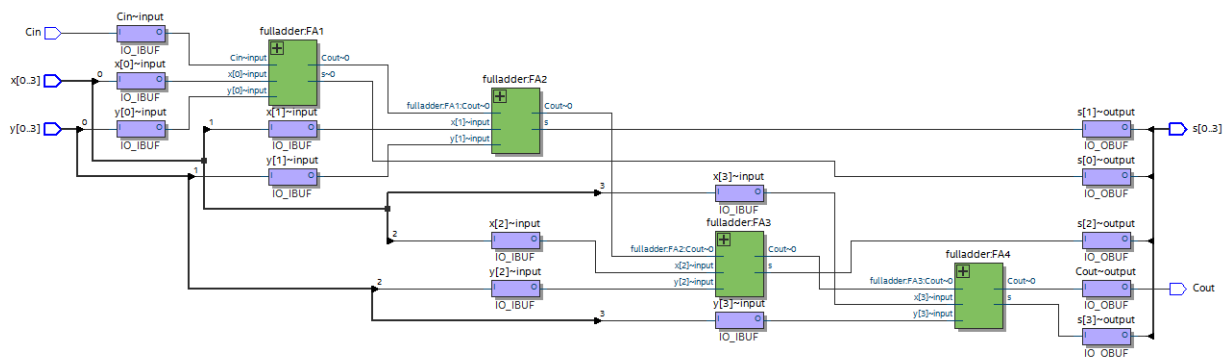 Cin
Cin~input
IO_IBUF
x[0..3]
0
x[0]~input
IO_IBUF
y[0..3]
0
y[0]~input
IO_IBUF
fulladder:FA1
Cin~input
x[0]~input
y[0]~input
Cout~0
s~0
1
x[1]~input
IO_IBUF
1
y[1]~input
IO_IBUF
fulladder:FA2
fulladder:FA1:Cout~0
x[1]~input
y[1]~input
Cout~0
s
3
x[3]~input
IO_IBUF
2
x[2]~input
IO_IBUF
2
y[2]~input
IO_IBUF
3
y[3]~input
IO_IBUF
fulladder:FA3
fulladder:FA2:Cout~0
x[2]~input
y[2]~input
Cout~0
s
fulladder:FA4
fulladder:FA3:Cout~0
x[3]~input
y[3]~input
Cout~0
s
s[1]~output
IO_OBUF
s[0]~output
IO_OBUF
s[2]~output
IO_OBUF
Cout~output
IO_OBUF
s[3]~output
IO_OBUF
s[0..3]
Cout